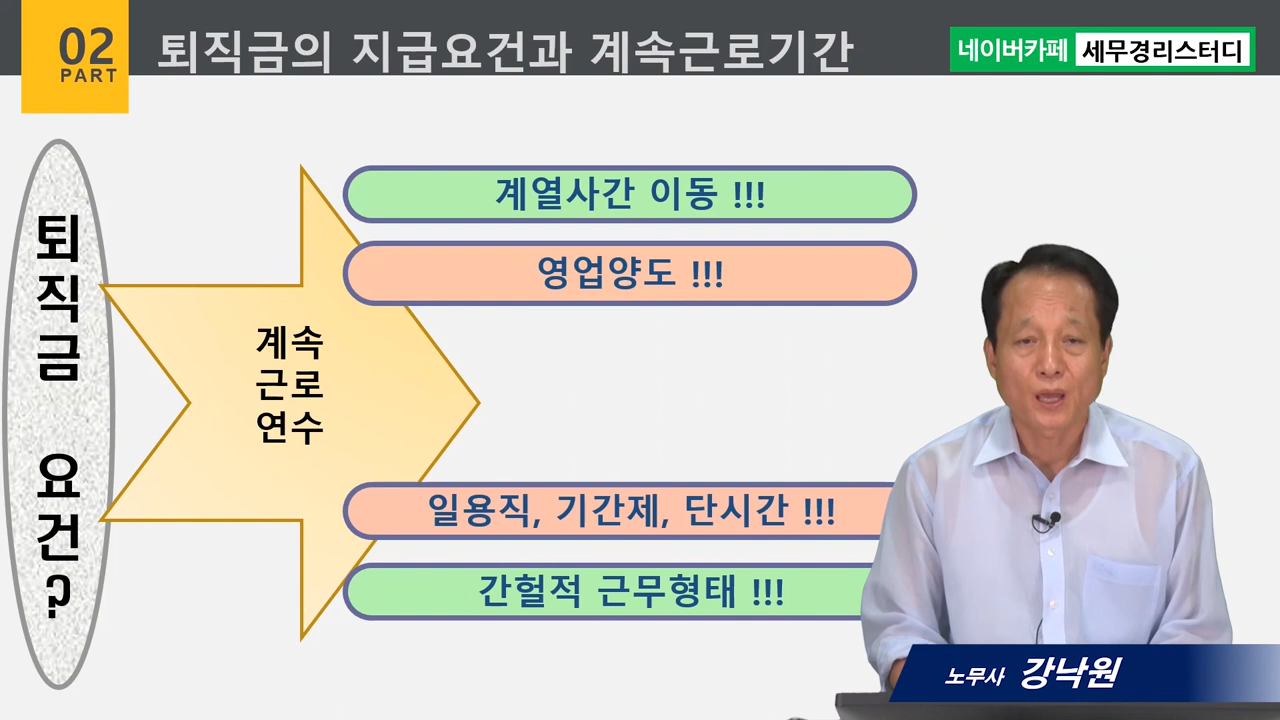 02
PART
퇴직금의 지급요건과 계속근로기간
네이버카페 세무경리스터디
퇴직금 요건?
계열사간 이동 !!!
영업양도 !!!
계속
근로
연수
일용직, 기간제, 단시간 !!!
간헐적 근무형태 !!!
노무사 강낙원